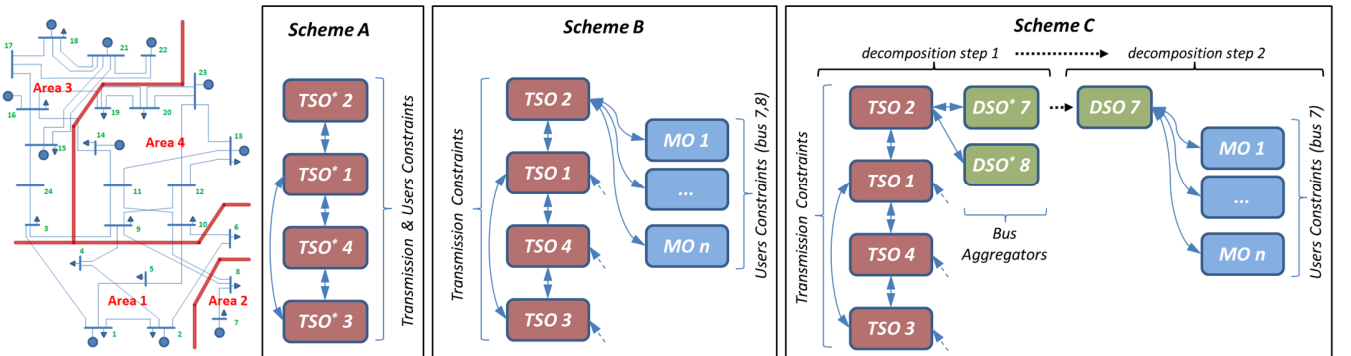 17
18
21
22
Area 3
23
16
19
20
15
14
Area 4
13
24
11
12
3
9
10
6
4
5
8
Area 1
Area 2
7
1
2
Scheme A
TSO* 2
TSO* 1
TSO* 4
TSO* 3
Transmission & Users Constraints
Scheme B
Transmission Constraints
TSO 2
TSO 1
TSO 4
TSO 3
MO 1
...
MO n
Users Constraints (bus 7,8)
Scheme C
decomposition step 1
decomposition step 2
Transmission Constraints
TSO 2
DSO* 7
DSO 7
DSO* 8
TSO 1
TSO 4
TSO 3
Bus
Aggregators
MO 1
...
MO n
Users Constraints (bus 7)